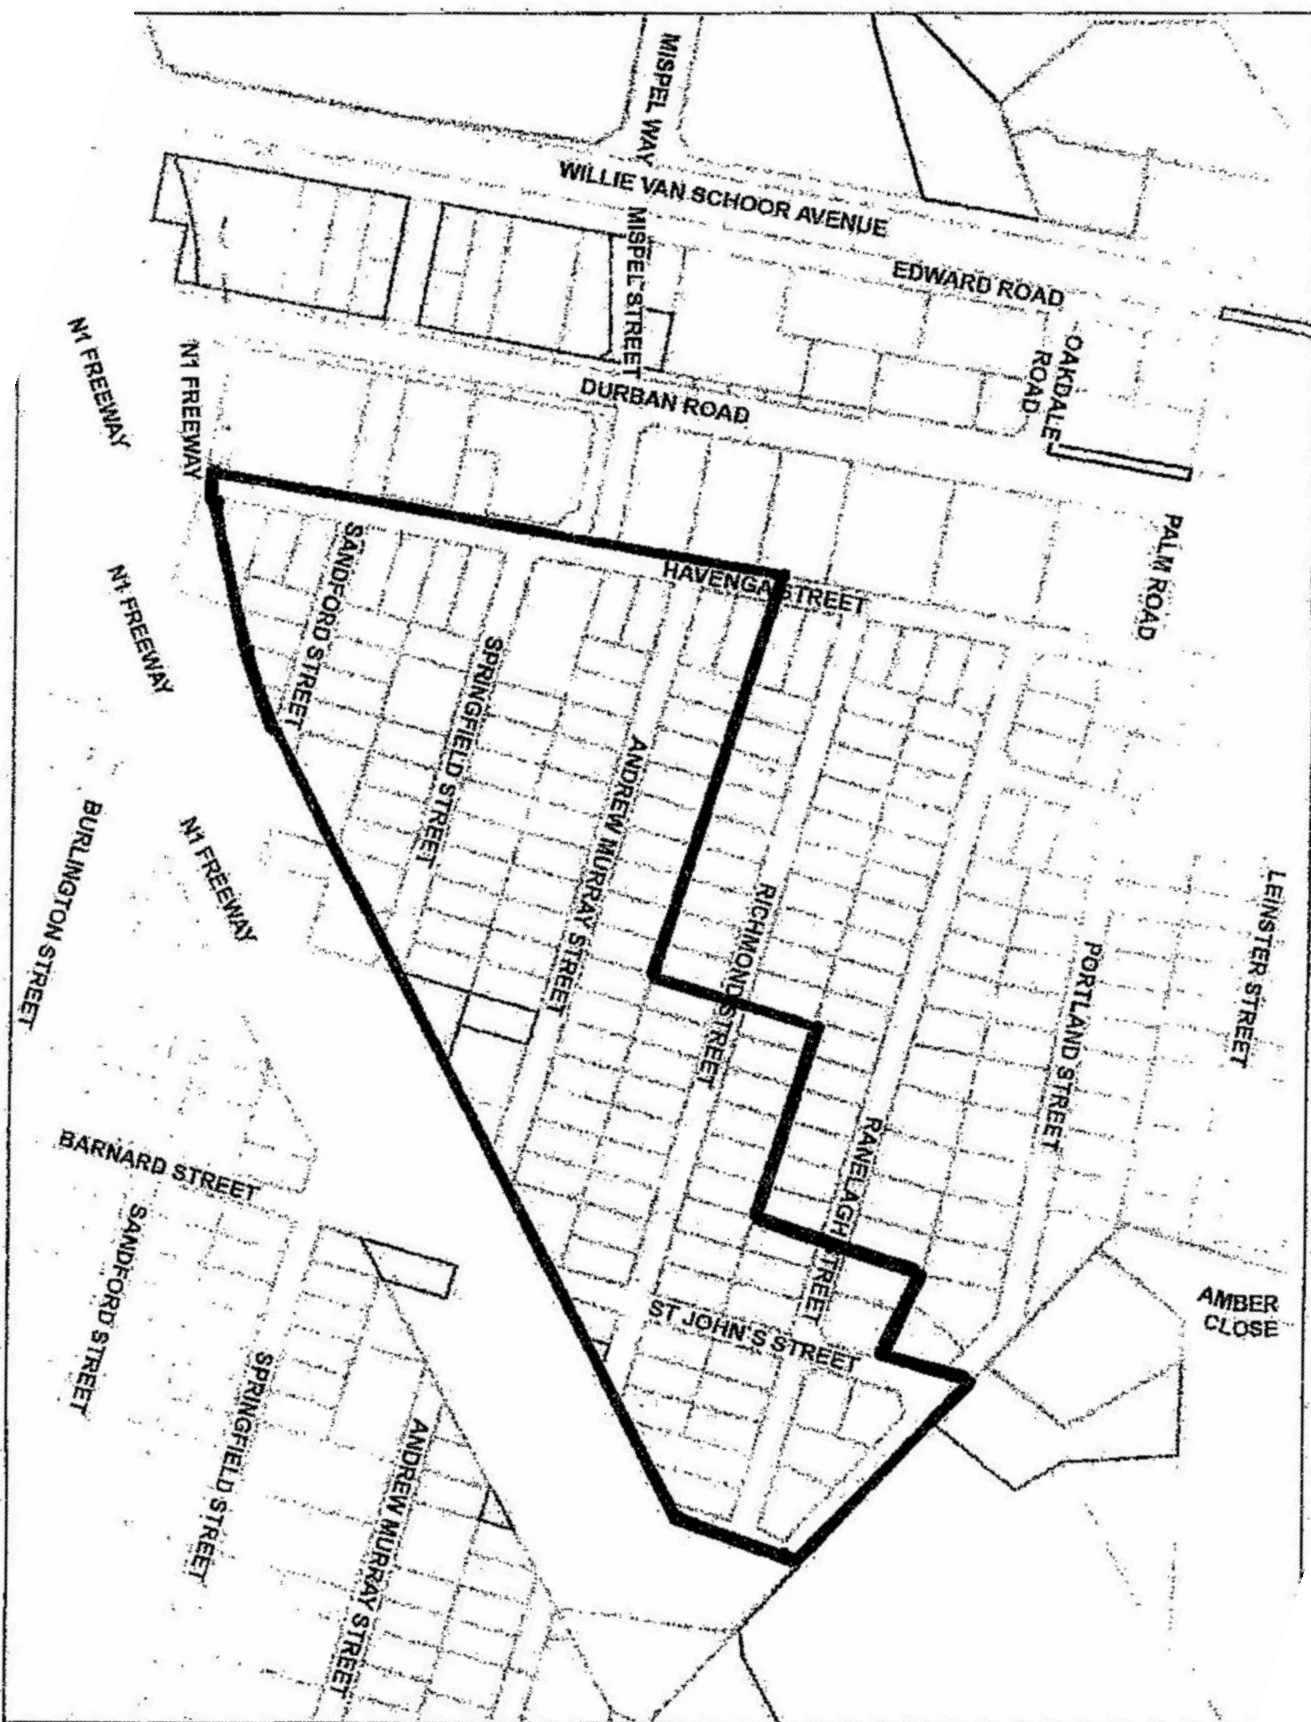 MISPEL WAY
WILLIE VAN SCHOOR AVENUE
MISPEL STREET
EDWARD ROAD
N1 FREEWAY
N1 FREEWAY
OAKDALE
ROAD
DURBAN ROAD
PALM ROAD
SANDFORD STREET
HAVENGA STREET
N1 FREEWAY
SPRINGFIELD STREET
ANDREW MURRAY STREET
BURLINGTON STREET
N1 FREEWAY
RICHMOND STREET
LEINSTER STREET
PORTLAND STREET
RANELAGH STREET
BARNARD STREET
SANDFORD STREET
AMBER
CLOSE
ST JOHN'S STREET
SPRINGFIELD STREET
ANDREW MURRAY STREET